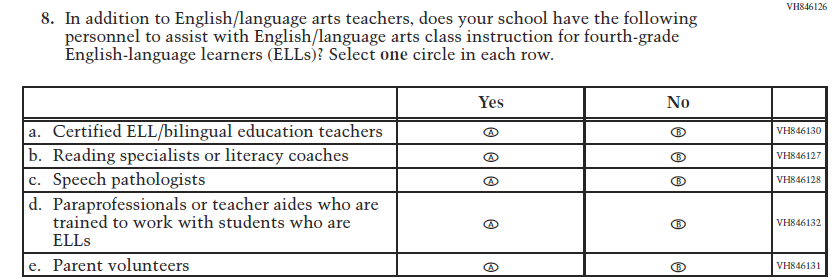 VH846126
8. In addition to English/language arts teachers, does your school have the following
personnel to assist with English/language arts class instruction for fourth-grade
English-language learners (ELLs)? Select one circle in each row.
Yes No
a. Certified ELL/bilingual education teachers A B VH846130
b. Reading specialists or literacy coaches A B VH846127
c. Speech pathologists A B VH846128
d. Paraprofessionals or teacher aides who are
trained to work with students who are A B VH846132
ELLs
e. Parent volunteers A B VH846131